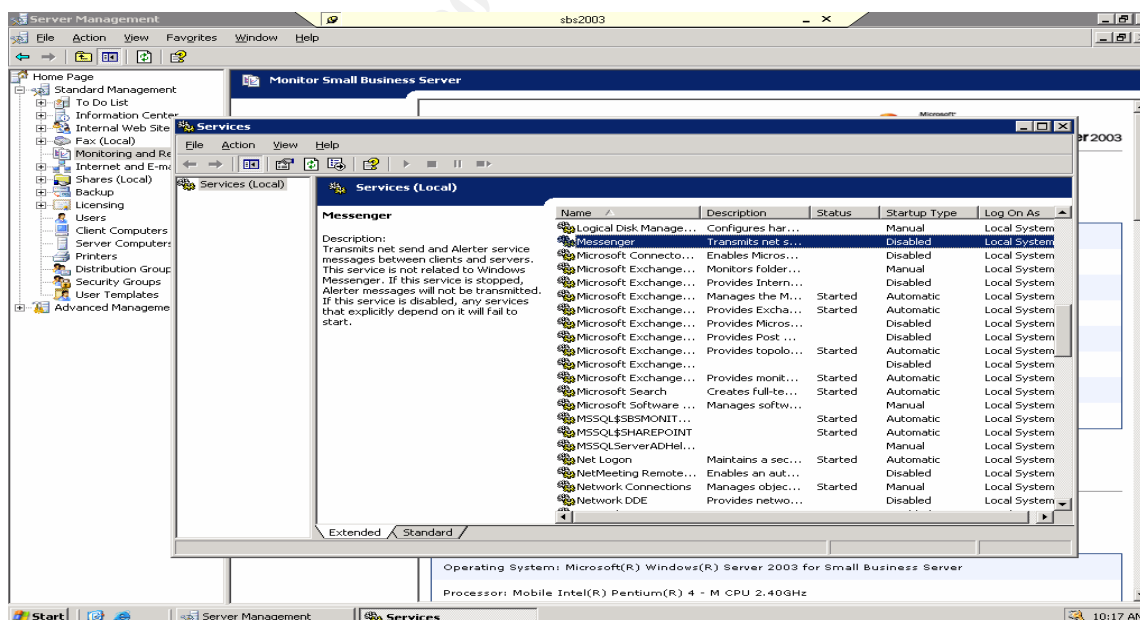 Server Management
sbs2003
File Action View Favorites Window Help
Home Page
Standard Management
To Do List
Information Center
Internal Web Site
Fax (Local)
Monitoring and Re
Internet and E-ma
Shares (Local)
Backup
Licensing
Users
Client Computers
Server Computers
Printers
Distribution Group
Security Groups
User Templates
Advanced Manageme
Monitor Small Business Server
Microsoft
er 2003
Services
File Action View Help
Services (Local)
Services (Local)
Messenger
Description:
Transmits net send and Alerter service
messages between clients and servers.
This service is not related to Windows
Messenger. If this service is stopped,
Alerter messages will not be transmitted.
If this service is disabled, any services
that explicitly depend on it will fail to
start.
Name Description Status Startup Type Log On As
Logical Disk Manage... Configures har... Manual Local System
Messenger Transmits net s... Disabled Local System
Microsoft Connecto... Enables Micros... Disabled Local System
Microsoft Exchange... Monitors folder... Manual Local System
Microsoft Exchange... Provides Intern... Disabled Local System
Microsoft Exchange... Manages the M... Started Automatic Local System
Microsoft Exchange... Provides Excha... Started Automatic Local System
Microsoft Exchange... Provides Micros... Disabled Local System
Microsoft Exchange... Provides Post ... Disabled Local System
Microsoft Exchange... Provides topolo... Started Automatic Local System
Microsoft Exchange... Disabled Local System
Microsoft Exchange... Provides monit... Started Automatic Local System
Microsoft Search Creates full-te... Started Automatic Local System
Microsoft Software ... Manages softw... Manual Local System
MSSQL$SBSMONIT... Started Automatic Local System
MSSQL$SHAREPOINT Started Automatic Local System
MSSQLServerADHel... Manual Local System
Net Logon Maintains a sec... Started Automatic Local System
NetMeeting Remote... Enables an aut... Disabled Local System
Network Connections Manages objec... Started Manual Local System
Network DDE Provides netwo... Disabled Local System
Extended Standard
Operating System: Microsoft(R) Windows(R) Server 2003 for Small Business Server
Processor: Mobile Intel(R) Pentium(R) 4 - M CPU 2.40GHz
Start Server Management Services 10:17 AM